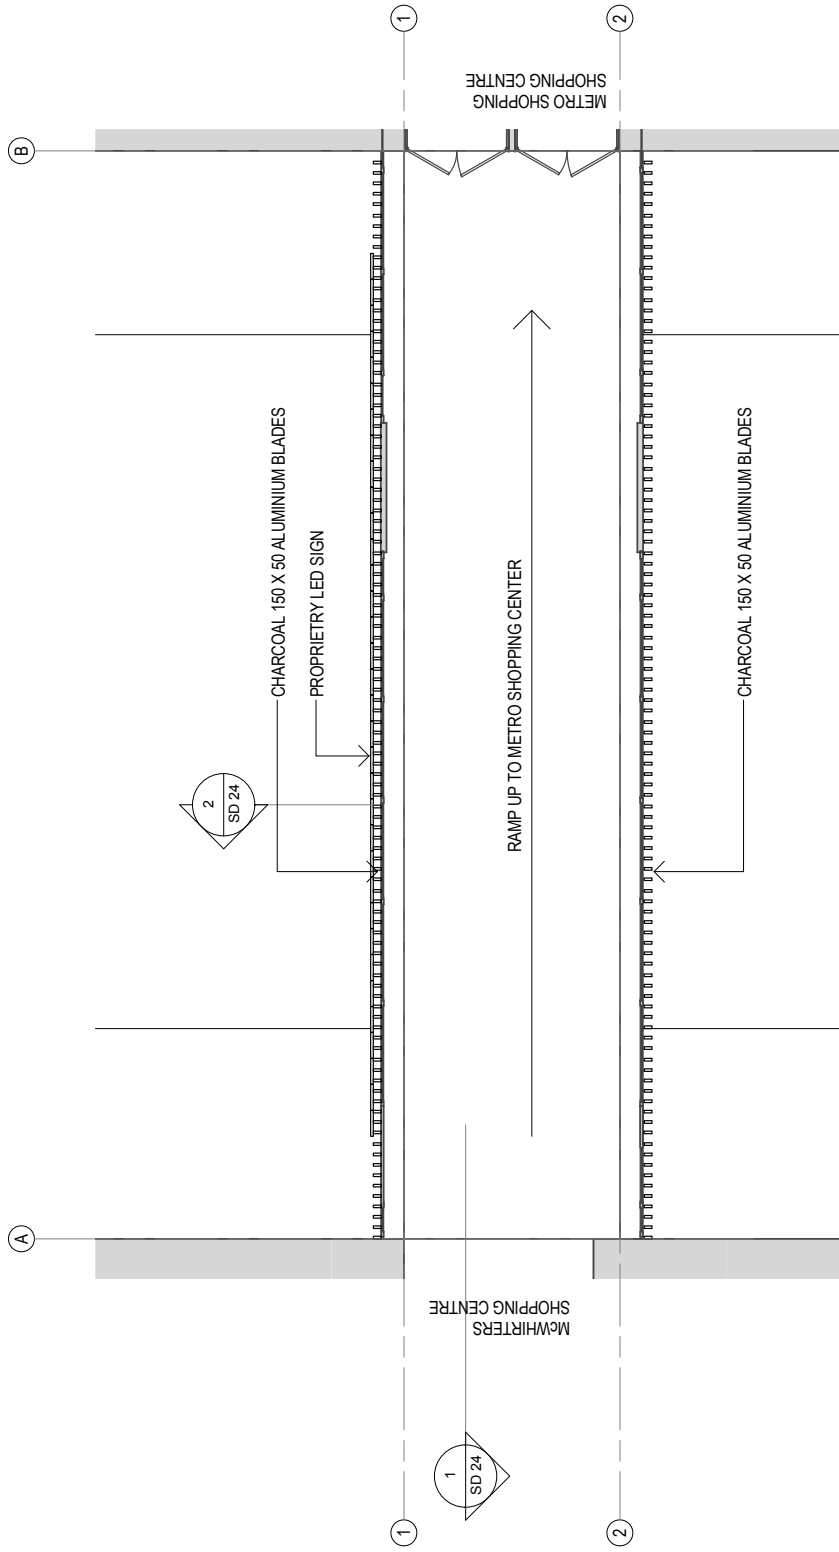 1
2
METRO SHOPPING
SHOPPING CENTRE
B
CHARCOAL 150 X 50 ALUMINIUM BLADES
PROPRIETRY LED SIGN
2
SD 24
RAMP UP TO METRO SHOPPING CENTER
CHARCOAL 150 X 50 ALUMINIUM BLADES
A
McWHIRTERS
SHOPPING CENTRE
1
SD 24
1
2